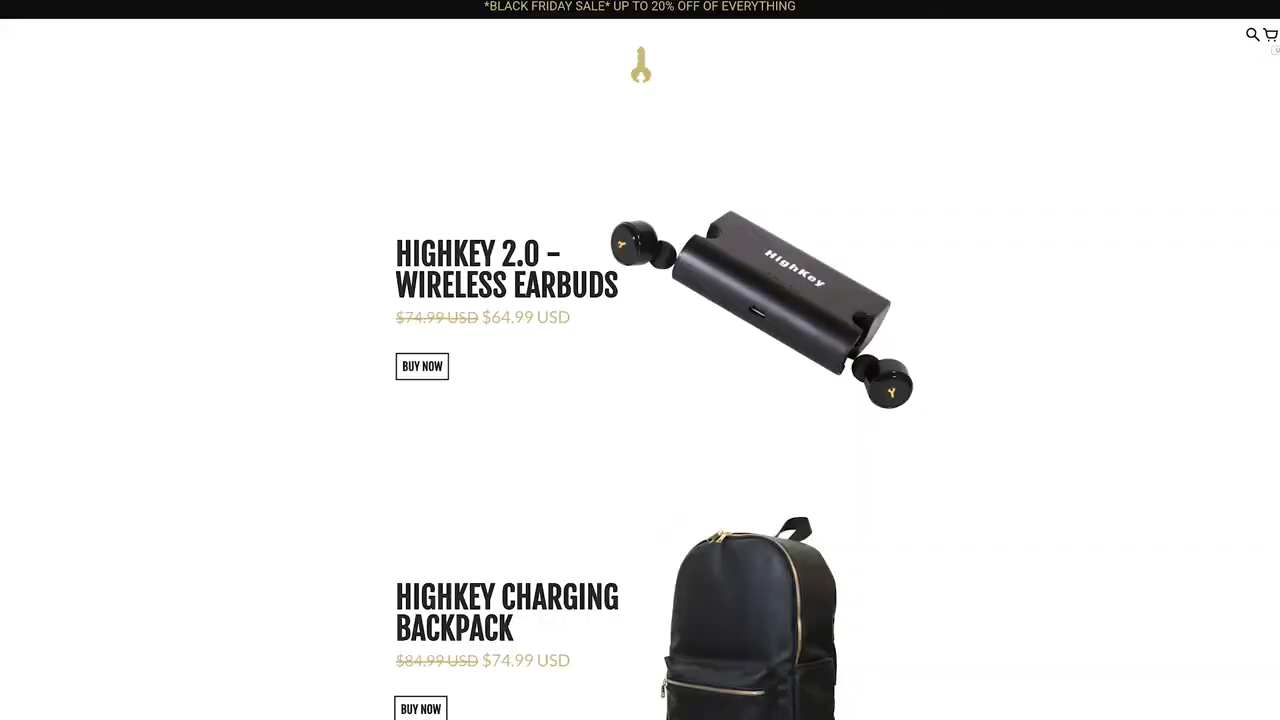 *BLACK FRIDAY SALE* UP TO 20% OFF OF EVERYTHING
HIGHKEY 2.0 -
WIRELESS EARBUDS
$74.99 USD $64.99 USD
BUY NOW
HighKey
HIGHKEY CHARGING
BACKPACK
$84.99 USD $74.99 USD
BUY NOW